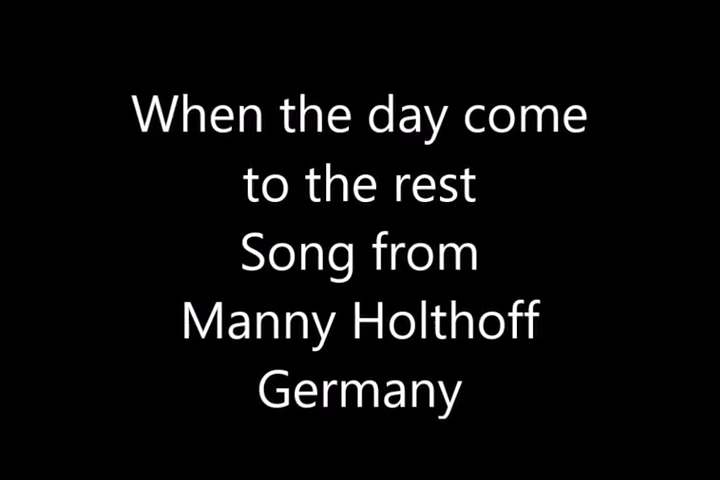 When the day come
to the rest
Song from
Manny Holthoff
Germany